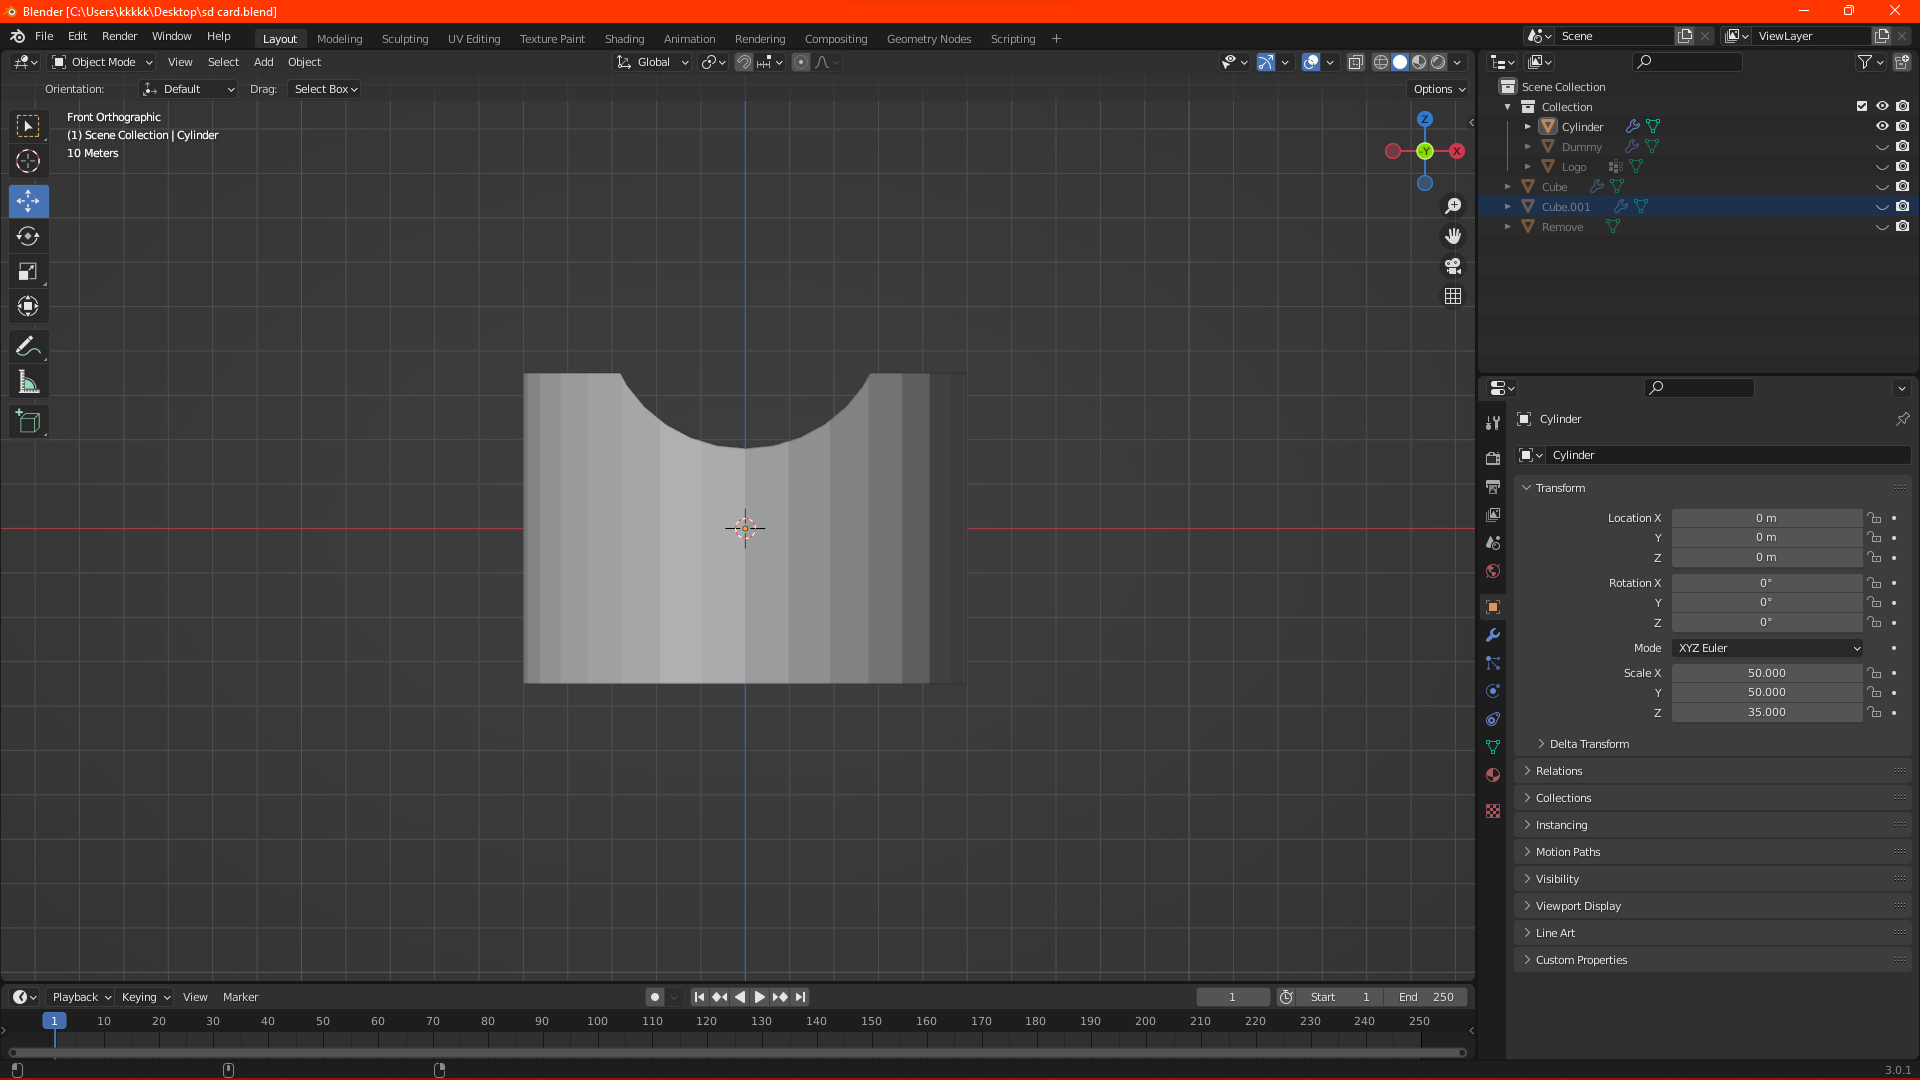 Blender [C:\Users\kkkkk\Desktop\sd card.blend]
File Edit Render Window Help Layout Modeling Sculpting UV Editing Texture Paint Shading Animation Rendering Compositing Geometry Nodes Scripting + Scene ViewLayer
Object Mode View Select Add Object Global
Orientation: Default Drag: Select Box Options
Front Orthographic
(1) Scene Collection | Cylinder
10 Meters
Z
-Y
X
Scene Collection
Collection
Cylinder
Dummy
Logo
Cube
Cube.001
Remove
Cylinder
Cylinder
Transform
Location X 0 m
Y 0 m
Z 0 m
Rotation X 0°
Y 0°
Z 0°
Mode XYZ Euler
Scale X 50.000
Y 50.000
Z 35.000
Delta Transform
Relations
Collections
Instancing
Motion Paths
Visibility
Viewport Display
Line Art
Custom Properties
Playback Keying View Marker 1 Start 1 End 250
1 10 20 30 40 50 60 70 80 90 100 110 120 130 140 150 160 170 180 190 200 210 220 230 240 250
3.0.1